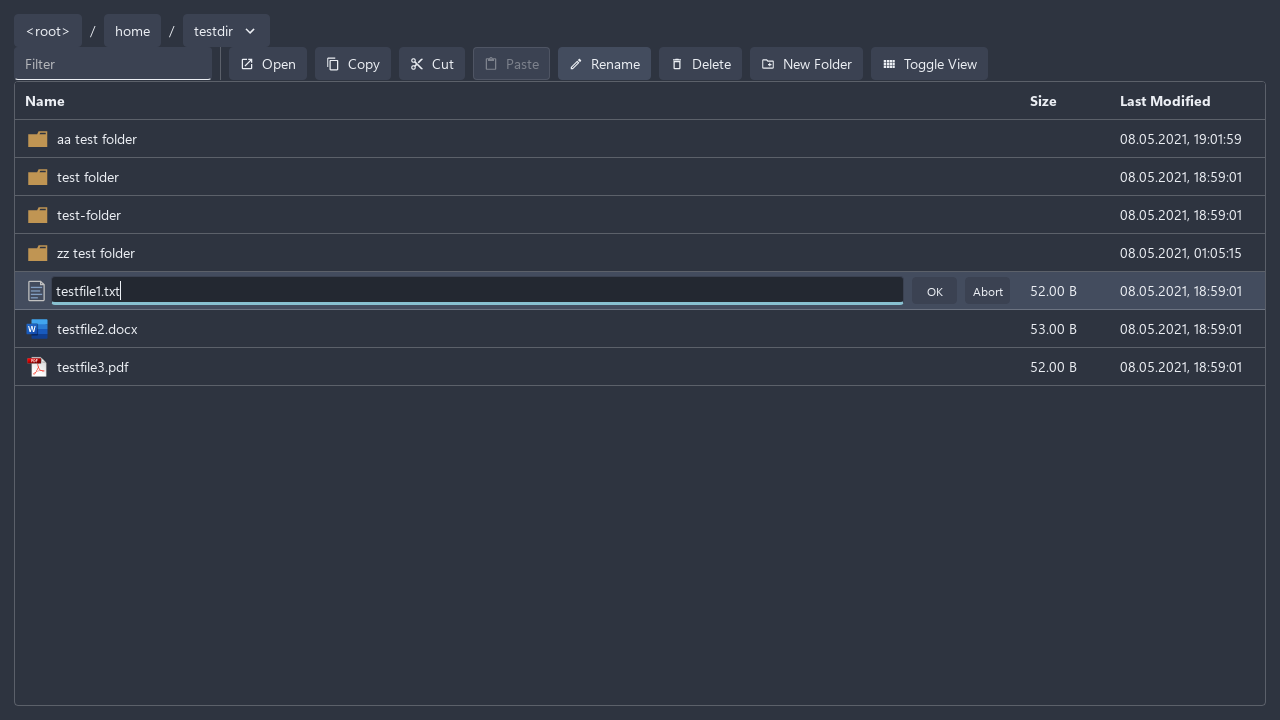 <root> / home / testdir
Filter Open Copy Cut Paste Rename Delete New Folder Toggle View
Name Size Last Modified
aa test folder 08.05.2021, 19:01:59
test folder 08.05.2021, 18:59:01
test-folder 08.05.2021, 18:59:01
zz test folder 08.05.2021, 01:05:15
testfile1.txt OK Abort 52.00 B 08.05.2021, 18:59:01
W testfile2.docx 53.00 B 08.05.2021, 18:59:01
PDF testfile3.pdf 52.00 B 08.05.2021, 18:59:01